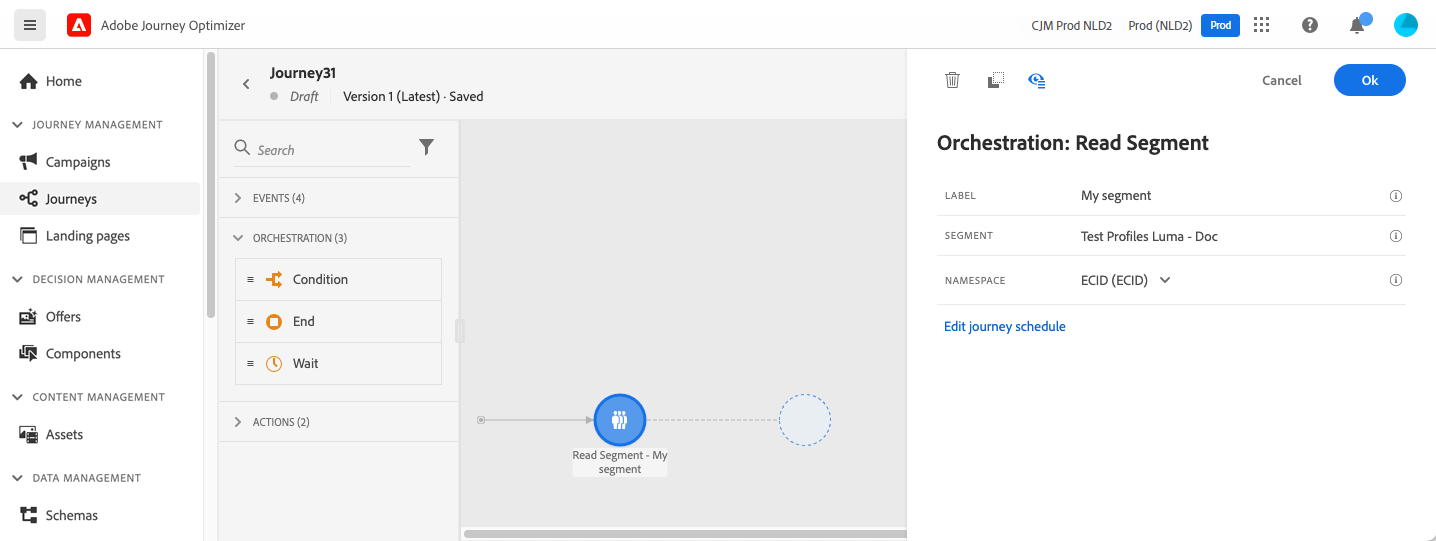 Adobe Journey Optimizer
CJM Prod NLD2 Prod (NLD2) Prod
Home
JOURNEY MANAGEMENT
Campaigns
Journeys
Landing pages
DECISION MANAGEMENT
Offers
Components
CONTENT MANAGEMENT
Assets
DATA MANAGEMENT
Schemas
Journey31
Draft Version 1 (Latest) · Saved
Search
EVENTS (4)
ORCHESTRATION (3)
Condition
End
Wait
ACTIONS (2)
Read Segment - My
segment
Cancel Ok
Orchestration: Read Segment
LABEL My segment
SEGMENT Test Profiles Luma - Doc
NAMESPACE ECID (ECID)
Edit journey schedule